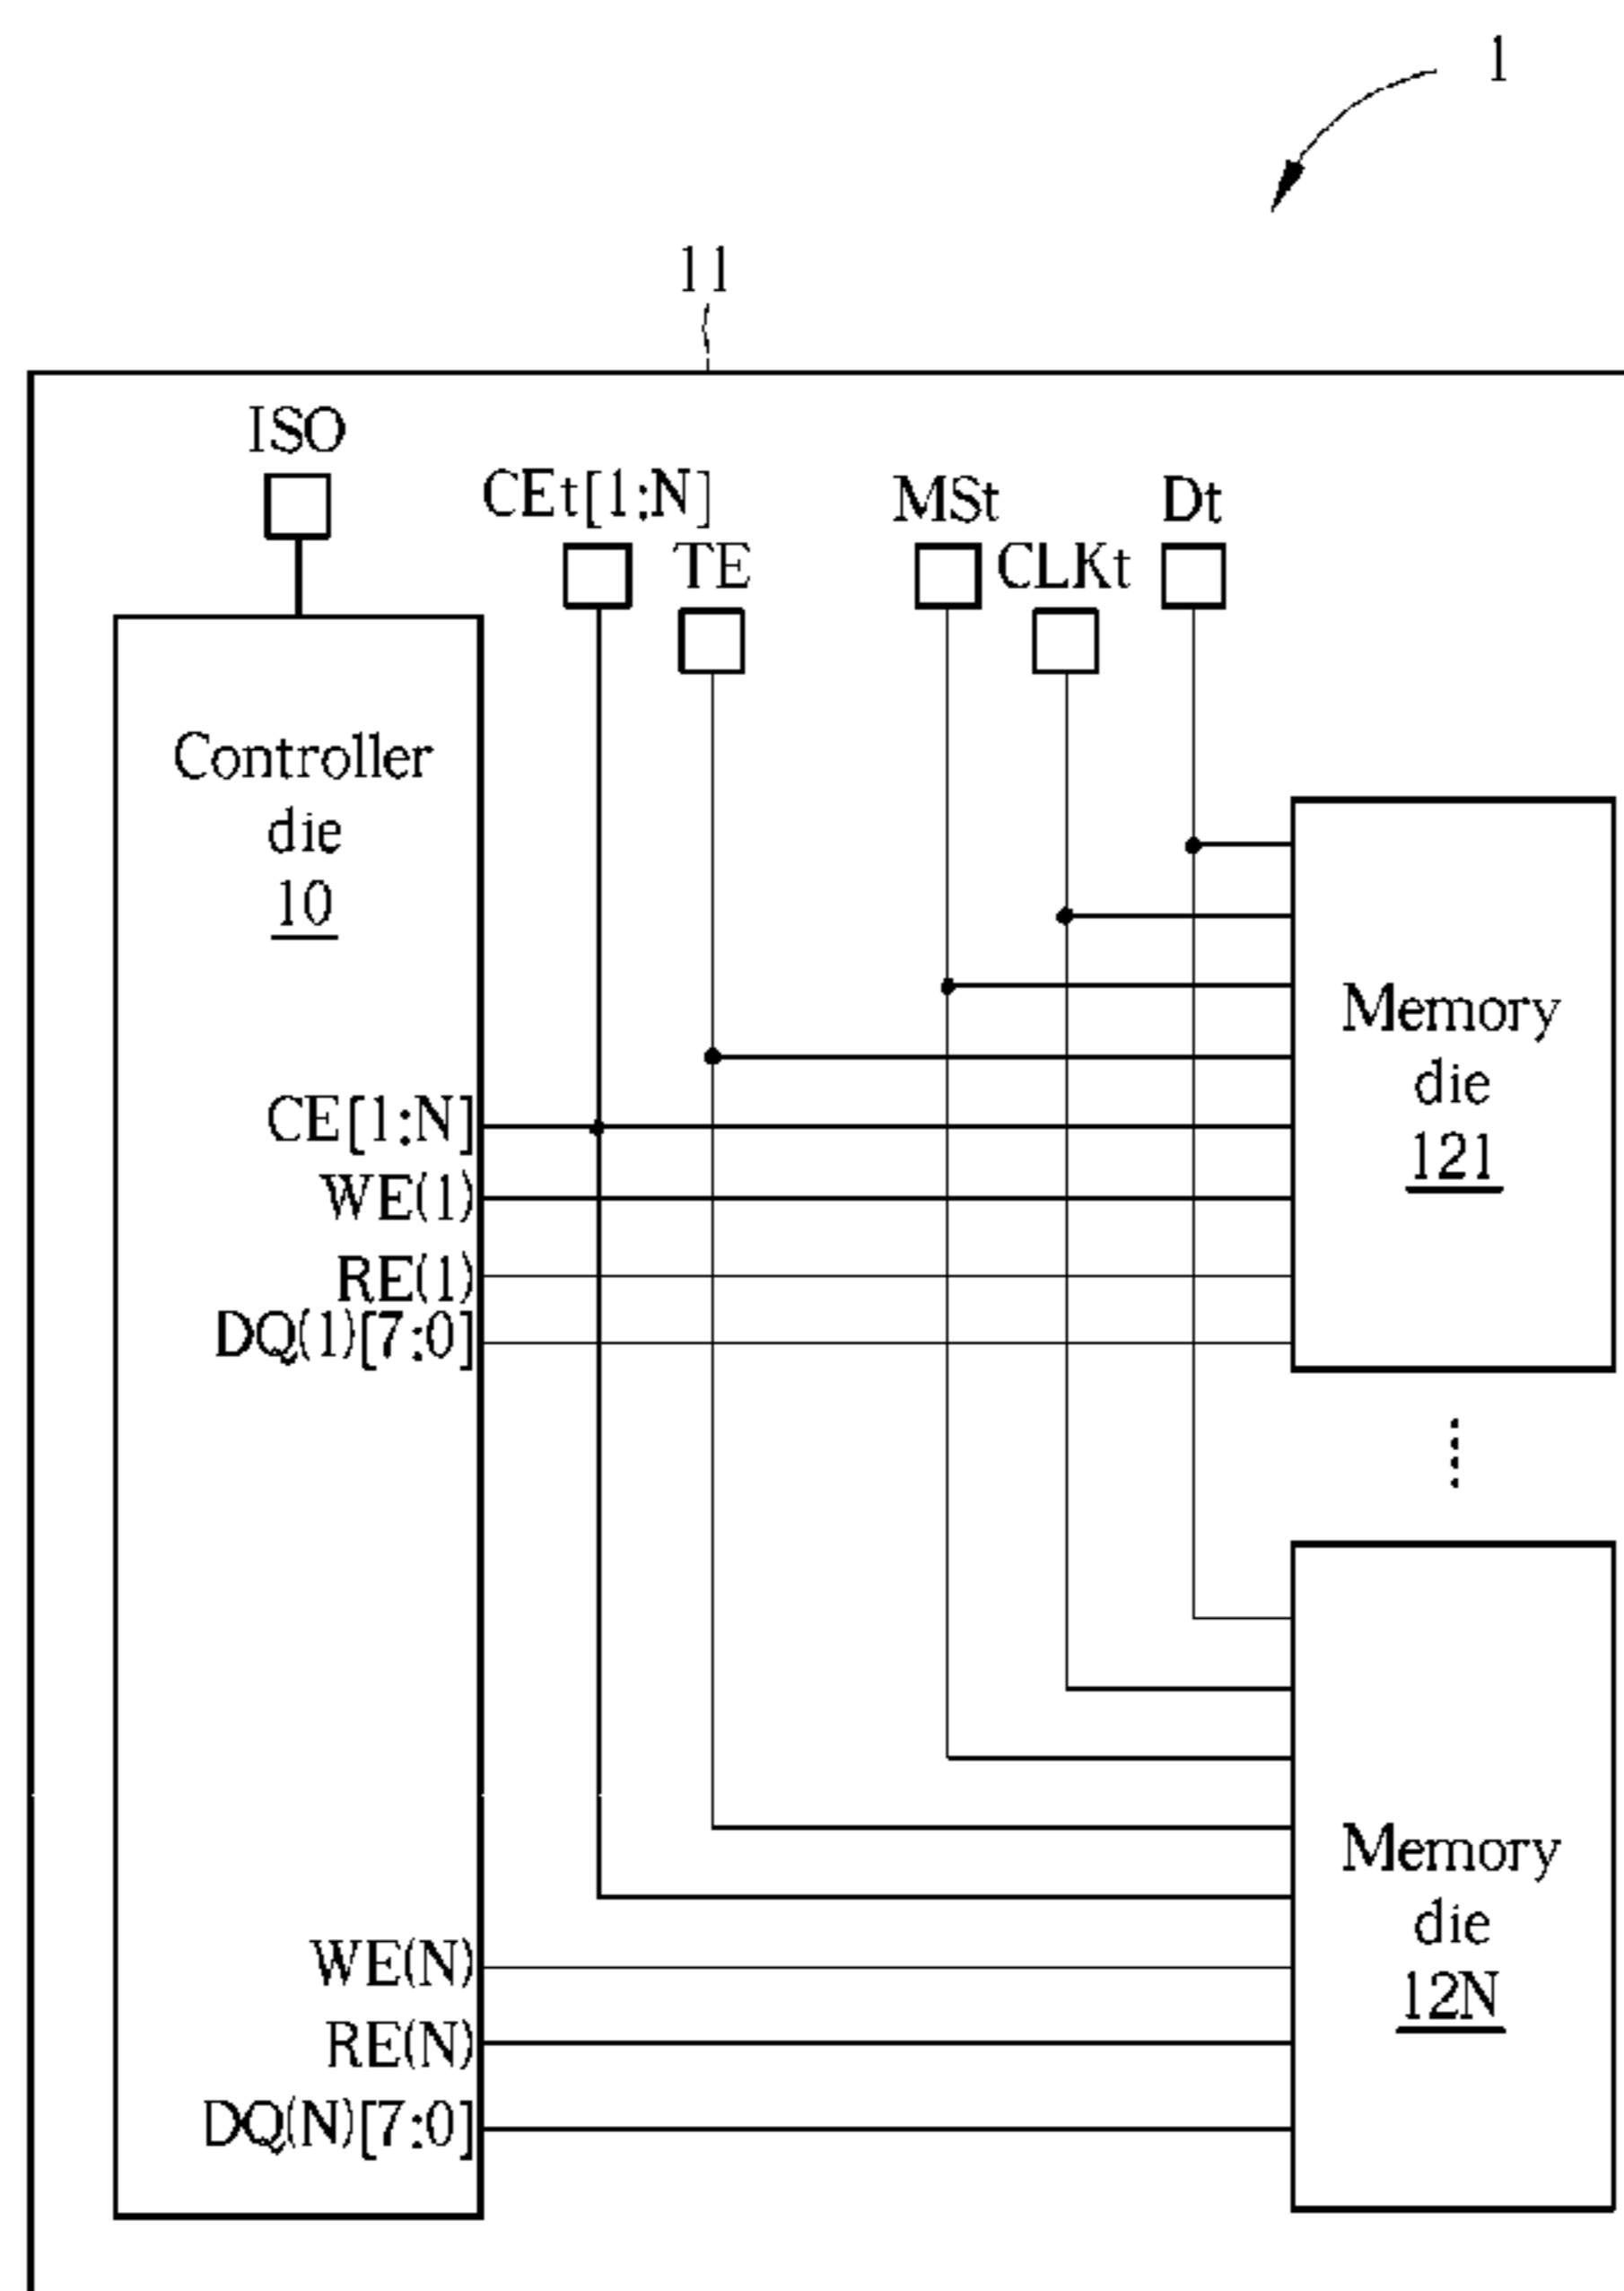 1
11
ISO
CEt[1:N]
TE
MSt
CLKt
Dt
Controller
die
10
Memory
die
121
CE[1:N]
WE(1)
RE(1)
DQ(1)[7:0]
Memory
die
12N
WE(N)
RE(N)
DQ(N)[7:0]